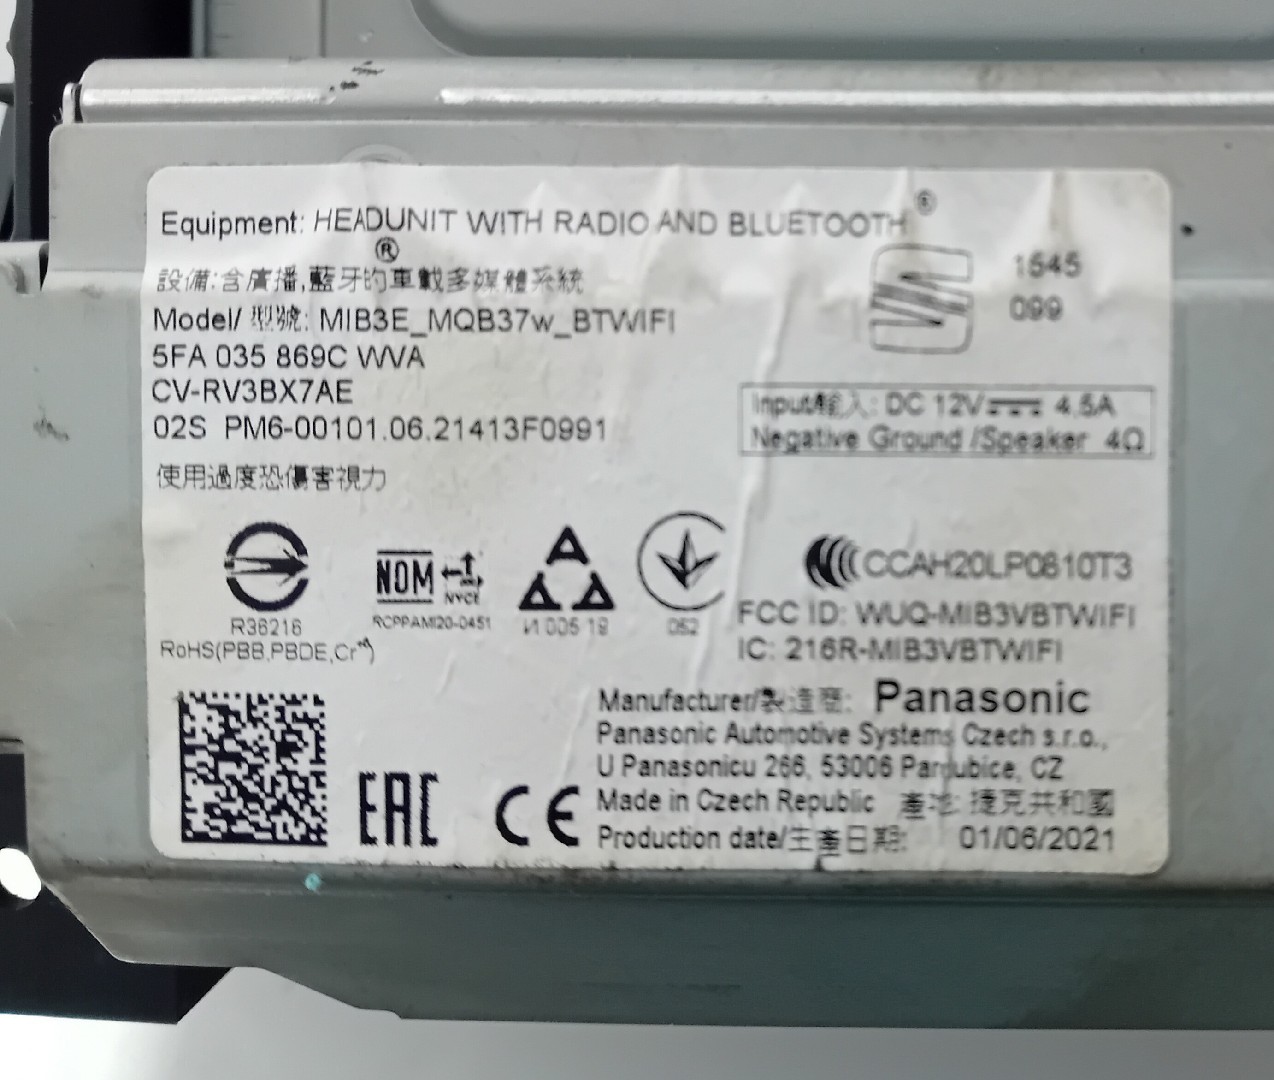 Equipment: HEADUNIT WITH RADIO AND BLUETOOTH®
®
設備:含廣播,藍牙的車載多媒體系統
1545
099
Model/ 型號: MIB3E_MQB37w_BTWIFI
5FA 035 869C WVA
CV-RV3BX7AE
02S PM6-00101.06.21413F0991
Input/輸入: DC 12V 4.5A
Negative Ground /Speaker 4Ω
使用過度恐傷害視力
NOM NYCE
R36216
RCPPAMI20-0451
И 005 19
052
CCAH20LP0810T3
FCC ID: WUQ-MIB3VBTWIFI
RoHS(PBB,PBDE,Cr⁺⁶)
IC: 216R-MIB3VBTWIFI
Manufacturer/製造商: Panasonic
Panasonic Automotive Systems Czech s.r.o.,
U Panasonicu 266, 53006 Pardubice, CZ
EAC CE
Made in Czech Republic 產地: 捷克共和國
Production date/生產日期: 01/06/2021